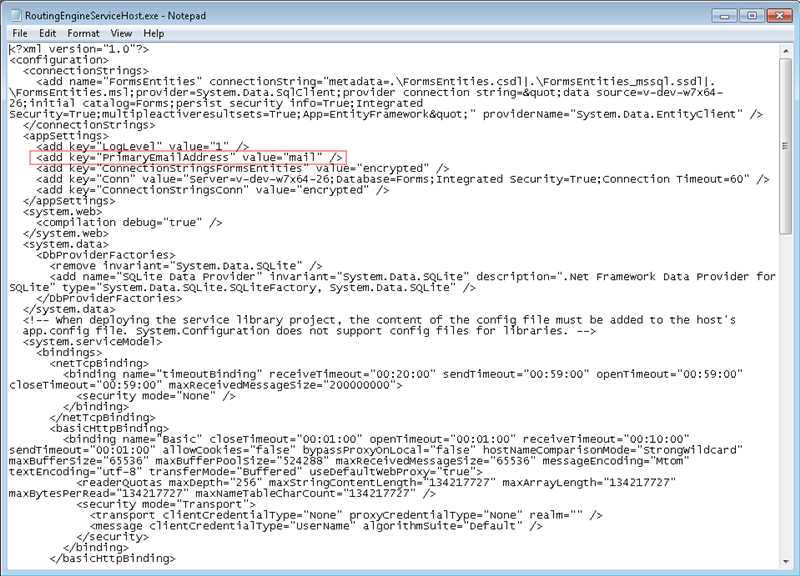 RoutingEngineServiceHost.exe - Notepad
File Edit Format View Help
<?xml version="1.0"?>
<configuration>
<connectionStrings>
<add name="FormsEntities" connectionString="metadata=.\FormsEntities.csdl|.\FormsEntities_mssql.ssdl|.
\FormsEntities.msl;provider=System.Data.SqlClient;provider connection string=&quot;data source=v-dev-w7x64-
26;initial catalog=Forms;persist security info=True;Integrated
Security=True;multipleactiveresultsets=True;App=EntityFramework&quot;" providerName="System.Data.EntityClient" />
</connectionStrings>
<appSettings>
<add key="LogLevel" value="1" />
<add key="PrimaryEmailAddress" value="mail" />
<add key="ConnectionStringsFormsEntities" value="encrypted" />
<add key="Conn" value="Server=v-dev-w7x64-26;Database=Forms;Integrated Security=True;Connection Timeout=60" />
<add key="ConnectionStringsConn" value="encrypted" />
</appSettings>
<system.web>
<compilation debug="true" />
</system.web>
<system.data>
<DbProviderFactories>
<remove invariant="System.Data.SQLite" />
<add name="SQLite Data Provider" invariant="System.Data.SQLite" description=".Net Framework Data Provider for
SQLite" type="System.Data.SQLite.SQLiteFactory, System.Data.SQLite" />
</DbProviderFactories>
</system.data>
<!-- When deploying the service library project, the content of the config file must be added to the host's
app.config file. System.Configuration does not support config files for libraries. -->
<system.serviceModel>
<bindings>
<netTcpBinding>
<binding name="timeoutBinding" receiveTimeout="00:20:00" sendTimeout="00:59:00" openTimeout="00:59:00"
closeTimeout="00:59:00" maxReceivedMessageSize="200000000">
<security mode="None" />
</binding>
</netTcpBinding>
<basicHttpBinding>
<binding name="Basic" closeTimeout="00:01:00" openTimeout="00:01:00" receiveTimeout="00:10:00"
sendTimeout="00:01:00" allowCookies="false" bypassProxyOnLocal="false" hostNameComparisonMode="StrongWildcard"
maxBufferSize="65536" maxBufferPoolSize="524288" maxReceivedMessageSize="65536" messageEncoding="Mtom"
textEncoding="utf-8" transferMode="Buffered" useDefaultWebProxy="true">
<readerQuotas maxDepth="256" maxStringContentLength="134217727" maxArrayLength="134217727"
maxBytesPerRead="134217727" maxNameTableCharCount="134217727" />
<security mode="Transport">
<transport clientCredentialType="None" proxyCredentialType="None" realm="" />
<message clientCredentialType="UserName" algorithmSuite="Default" />
</security>
</binding>
</basicHttpBinding>